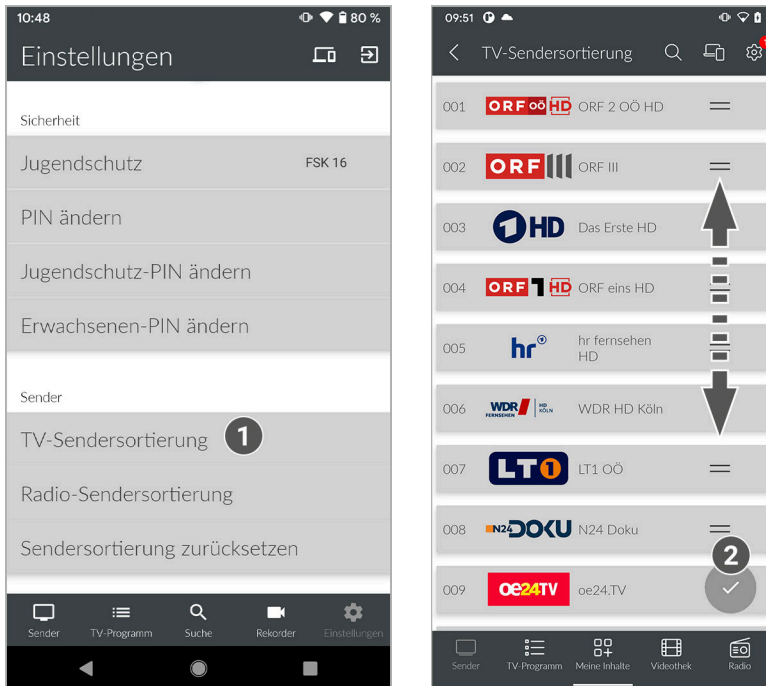 10:48
80 %
Einstellungen
Sicherheit
Jugendschutz FSK 16
PIN ändern
Jugendschutz-PIN ändern
Erwachsenen-PIN ändern
Sender
TV-Sendersortierung 1
Radio-Sendersortierung
Sendersortierung zurücksetzen
Sender TV-Programm Suche Rekorder Einstellungen
09:51
TV-Sendersortierung
001 ORF OÖ HD ORF 2 OÖ HD
002 ORF III ORF III
003 1 HD Das Erste HD
004 ORF 1 HD ORF eins HD
005 hr hr fernsehen
HD
006 WDR FERNSEHEN HD KÖLN WDR HD Köln
007 LT1 LT1 OÖ
008 N24 DOKU N24 Doku
2
009 oe24TV oe24.TV
Sender TV-Programm Meine Inhalte Videothek Radio